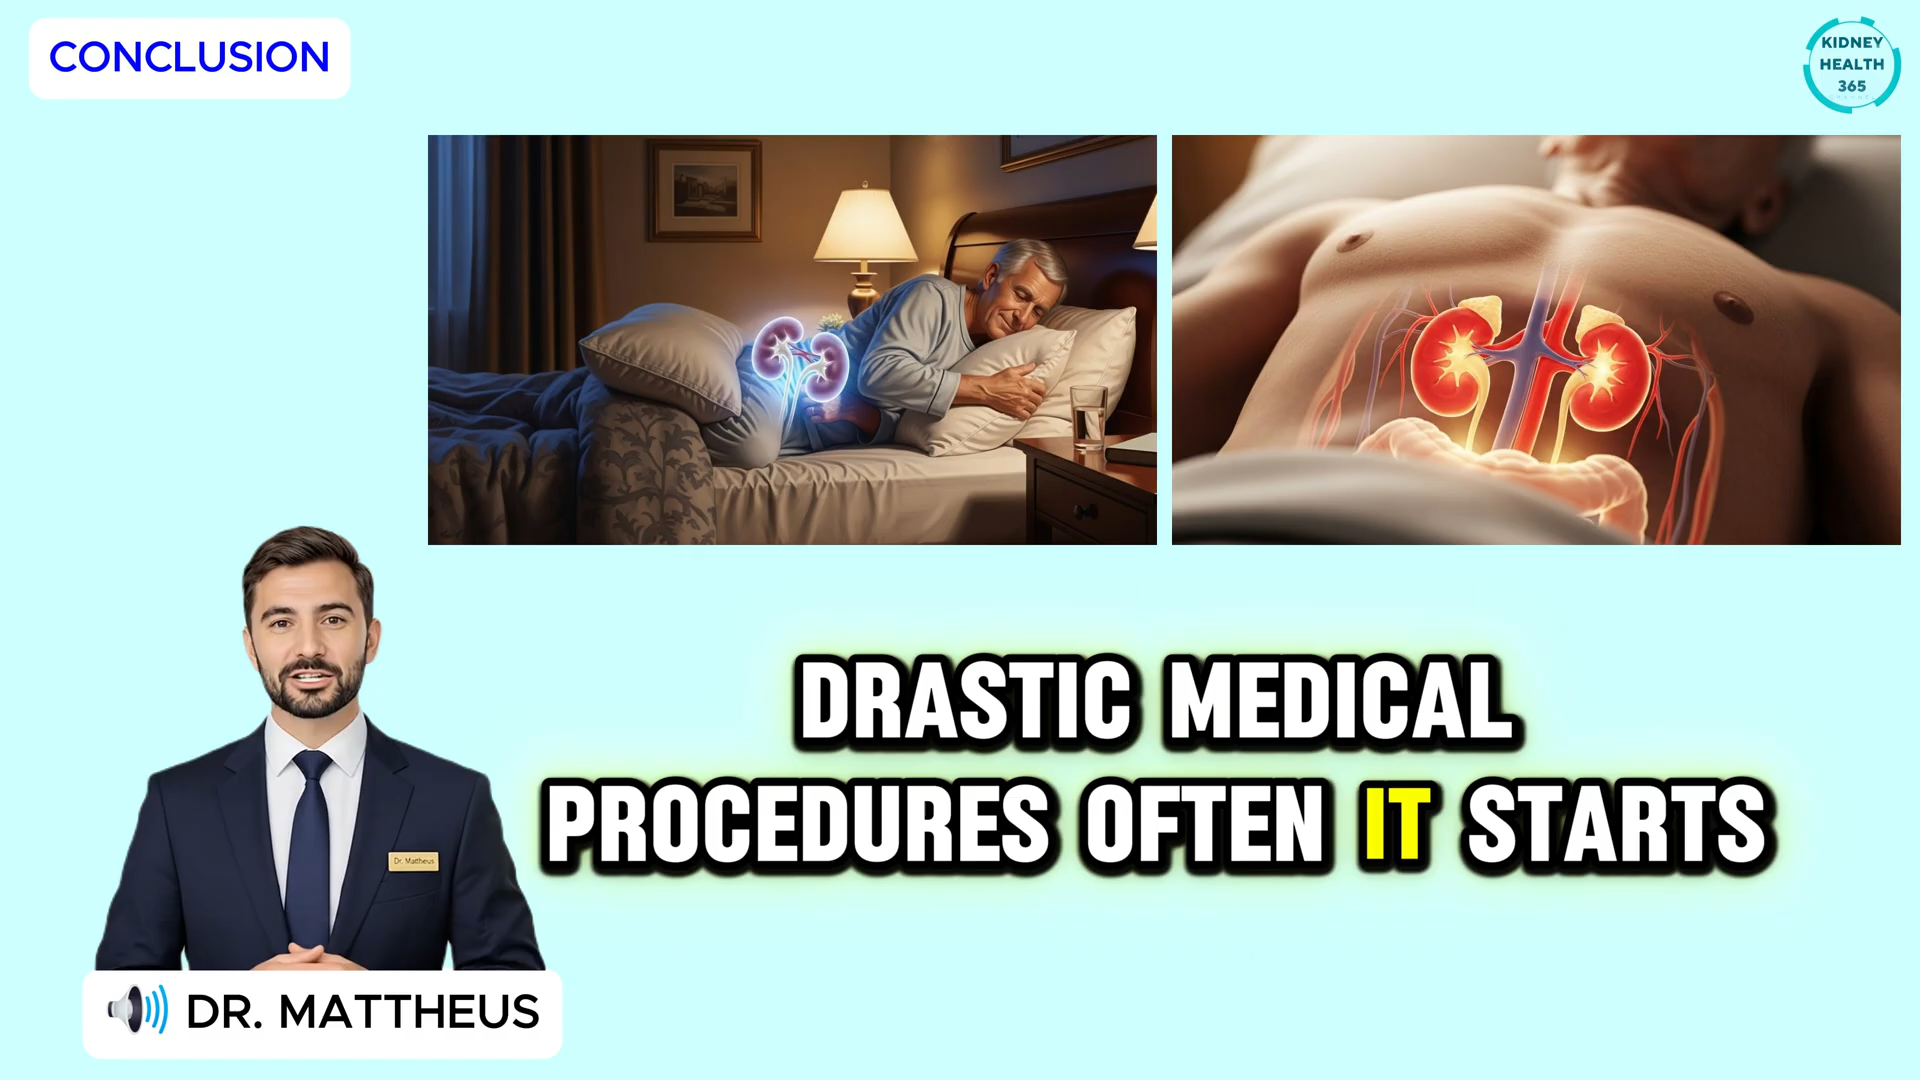 CONCLUSION
KIDNEY
HEALTH
365
DRASTIC MEDICAL
PROCEDURES OFTEN IT STARTS
Dr. Mattheus
DR. MATTHEUS